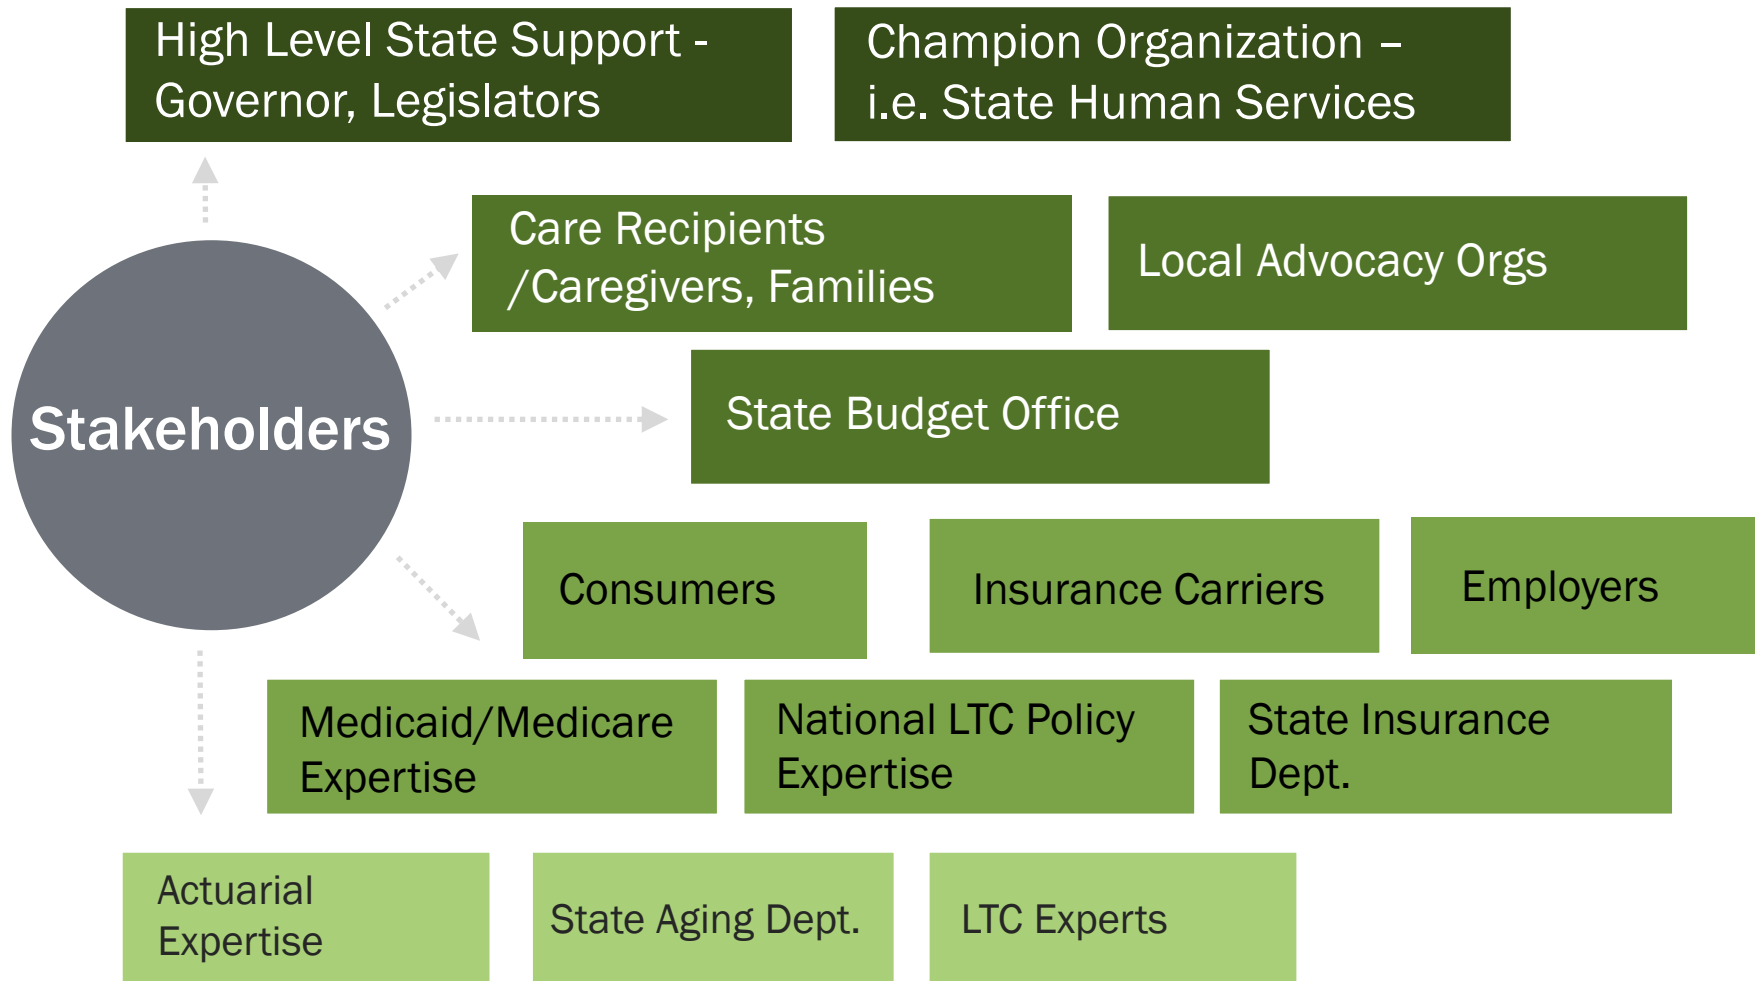 High Level State Support -
Governor, Legislators
Champion Organization –
i.e. State Human Services
Care Recipients
/Caregivers, Families
Local Advocacy Orgs
Stakeholders
State Budget Office
Consumers
Insurance Carriers
Employers
Medicaid/Medicare
Expertise
National LTC Policy
Expertise
State Insurance
Dept.
Actuarial
Expertise
State Aging Dept.
LTC Experts